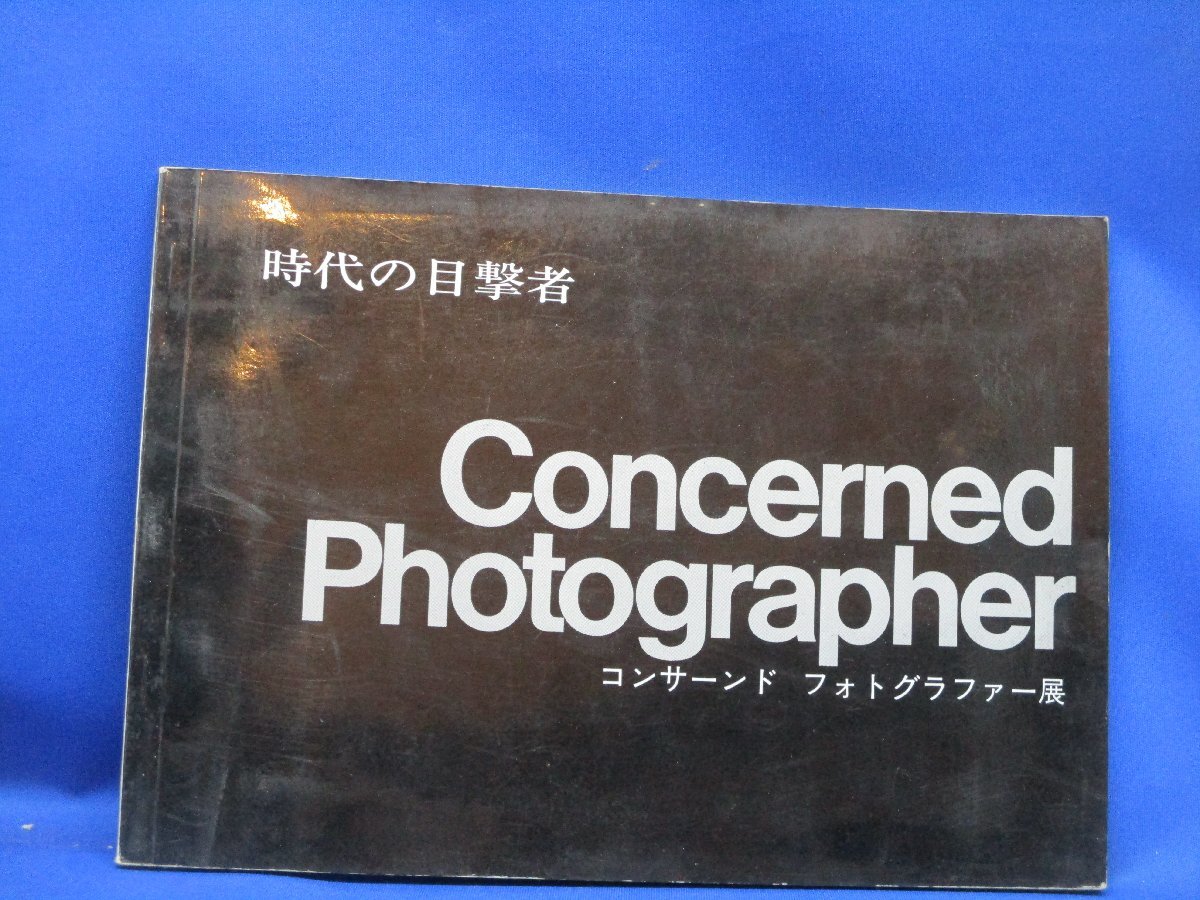 時代の目撃者
Concerned
Photographer
コンサーンド フォトグラファー展